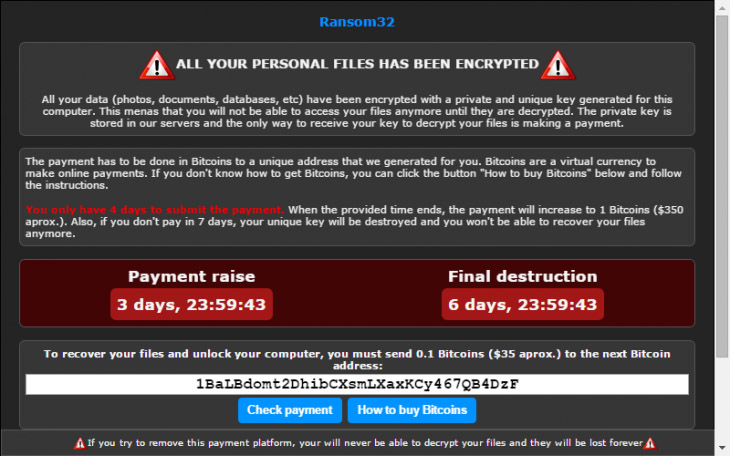 Ransom32
ALL YOUR PERSONAL FILES HAS BEEN ENCRYPTED
All your data (photos, documents, databases, etc) have been encrypted with a private and unique key generated for this
computer. This menas that you will not be able to access your files anymore until they are decrypted. The private key is
stored in our servers and the only way to receive your key to decrypt your files is making a payment.
The payment has to be done in Bitcoins to a unique address that we generated for you. Bitcoins are a virtual currency to
make online payments. If you don't know how to get Bitcoins, you can click the button "How to buy Bitcoins" below and follow
the instructions.
You only have 4 days to submit the payment. When the provided time ends, the payment will increase to 1 Bitcoins ($350
aprox.). Also, if you don't pay in 7 days, your unique key will be destroyed and you won't be able to recover your files
anymore.
Payment raise
3 days, 23:59:43
Final destruction
6 days, 23:59:43
To recover your files and unlock your computer, you must send 0.1 Bitcoins ($35 aprox.) to the next Bitcoin
address:
1BaLBdomt2DhibCXsmLXaxKCy467QB4DzF
Check payment
How to buy Bitcoins
If you try to remove this payment platform, your will never be able to decrypt your files and they will be lost forever